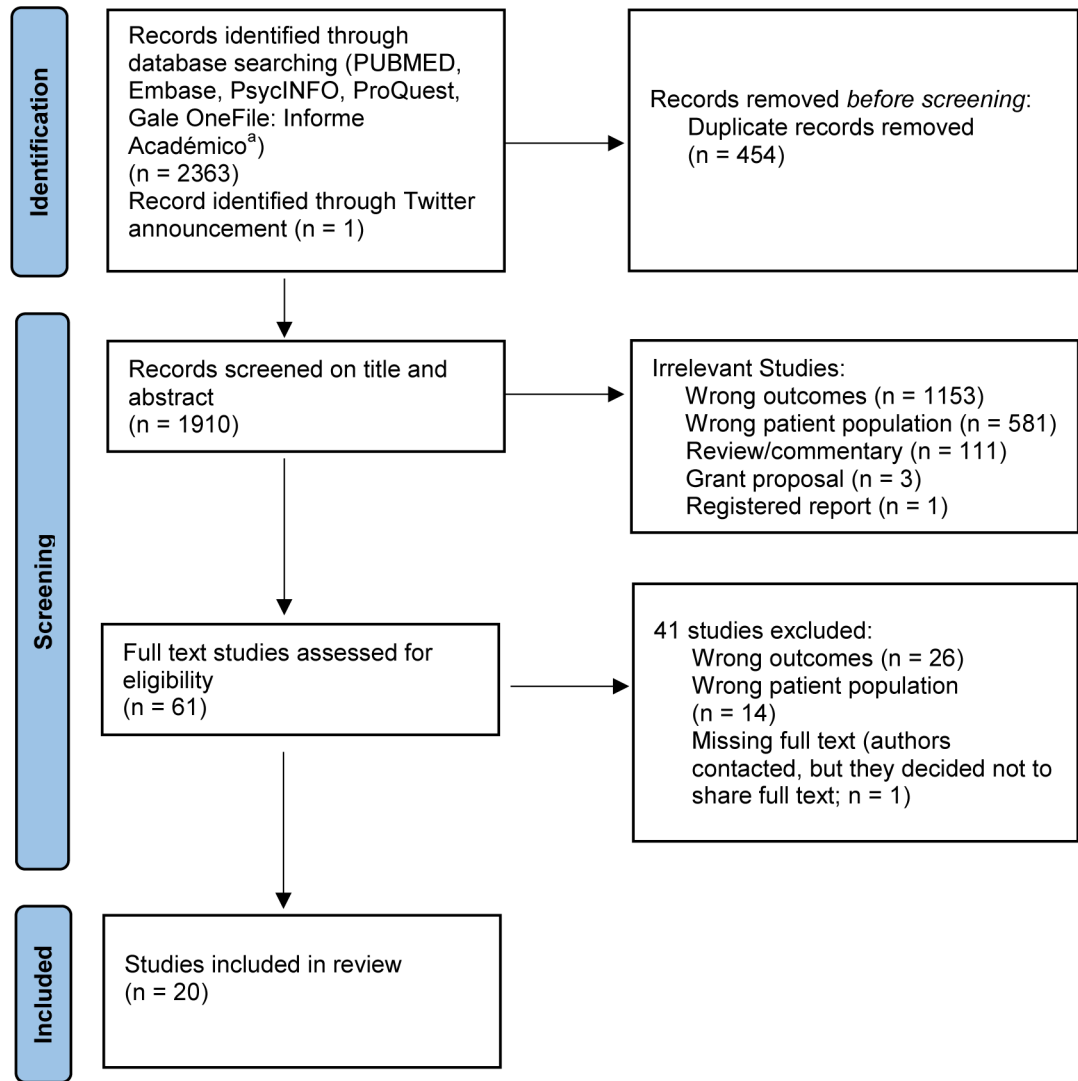 Identification
Records identified through
database searching (PUBMED,
Embase, PsycINFO, ProQuest,
Gale OneFile: Informe
Académicoᵃ)
(n = 2363)
Record identified through Twitter
announcement (n = 1)
Records removed before screening:
Duplicate records removed
(n = 454)
Screening
Records screened on title and
abstract
(n = 1910)
Irrelevant Studies:
Wrong outcomes (n = 1153)
Wrong patient population (n = 581)
Review/commentary (n = 111)
Grant proposal (n = 3)
Registered report (n = 1)
Full text studies assessed for
eligibility
(n = 61)
41 studies excluded:
Wrong outcomes (n = 26)
Wrong patient population
(n = 14)
Missing full text (authors
contacted, but they decided not to
share full text; n = 1)
Included
Studies included in review
(n = 20)